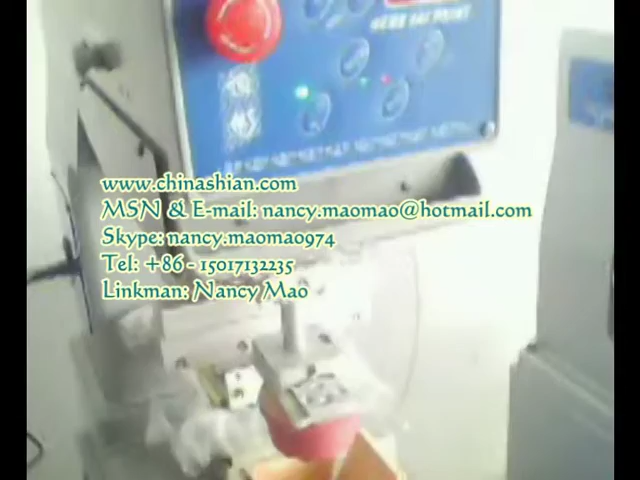 www.chinashian.com
MSN & E-mail: nancy.maomao@hotmail.com
Skype: nancy.maomao974
Tel: +86 - 15017132235
Linkman: Nancy Mao